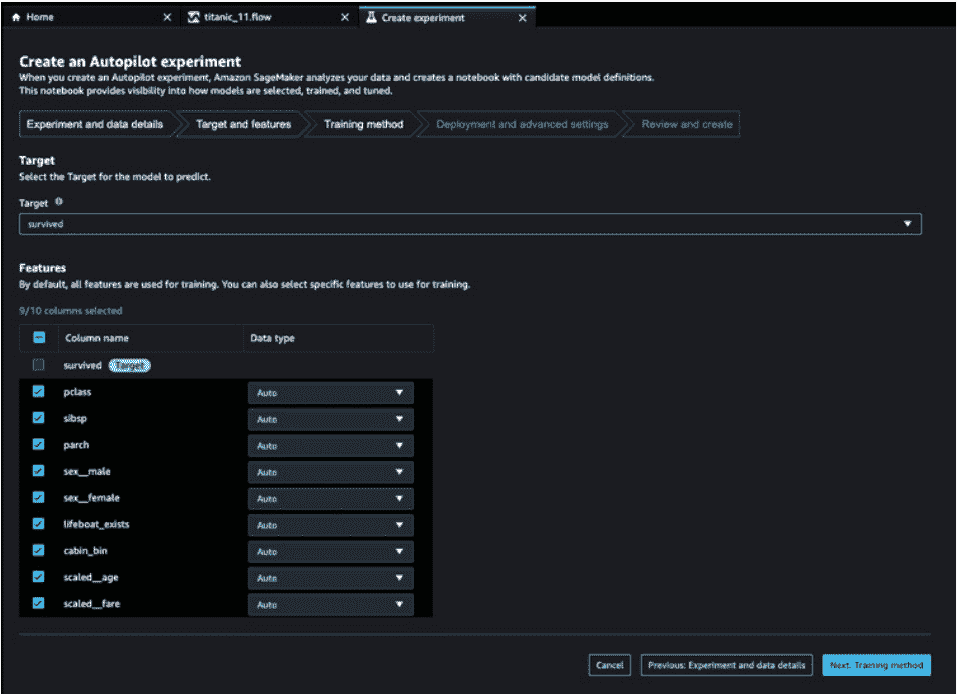 Home
titanic_11.flow
Create experiment
Create an Autopilot experiment
When you create an Autopilot experiment, Amazon SageMaker analyzes your data and creates a notebook with candidate model definitions.
This notebook provides visibility into how models are selected, trained, and tuned.
Experiment and data details
Target and features
Training method
Deployment and advanced settings
Review and create
Target
Select the Target for the model to predict.
Target
survived
Features
By default, all features are used for training. You can also select specific features to use for training.
9/10 columns selected
Column name Data type
survived Target
pclass Auto
sibsp Auto
parch Auto
sex__male Auto
sex__female Auto
lifeboat_exists Auto
cabin_bin Auto
scaled__age Auto
scaled__fare Auto
Cancel
Previous: Experiment and data details
Next: Training method